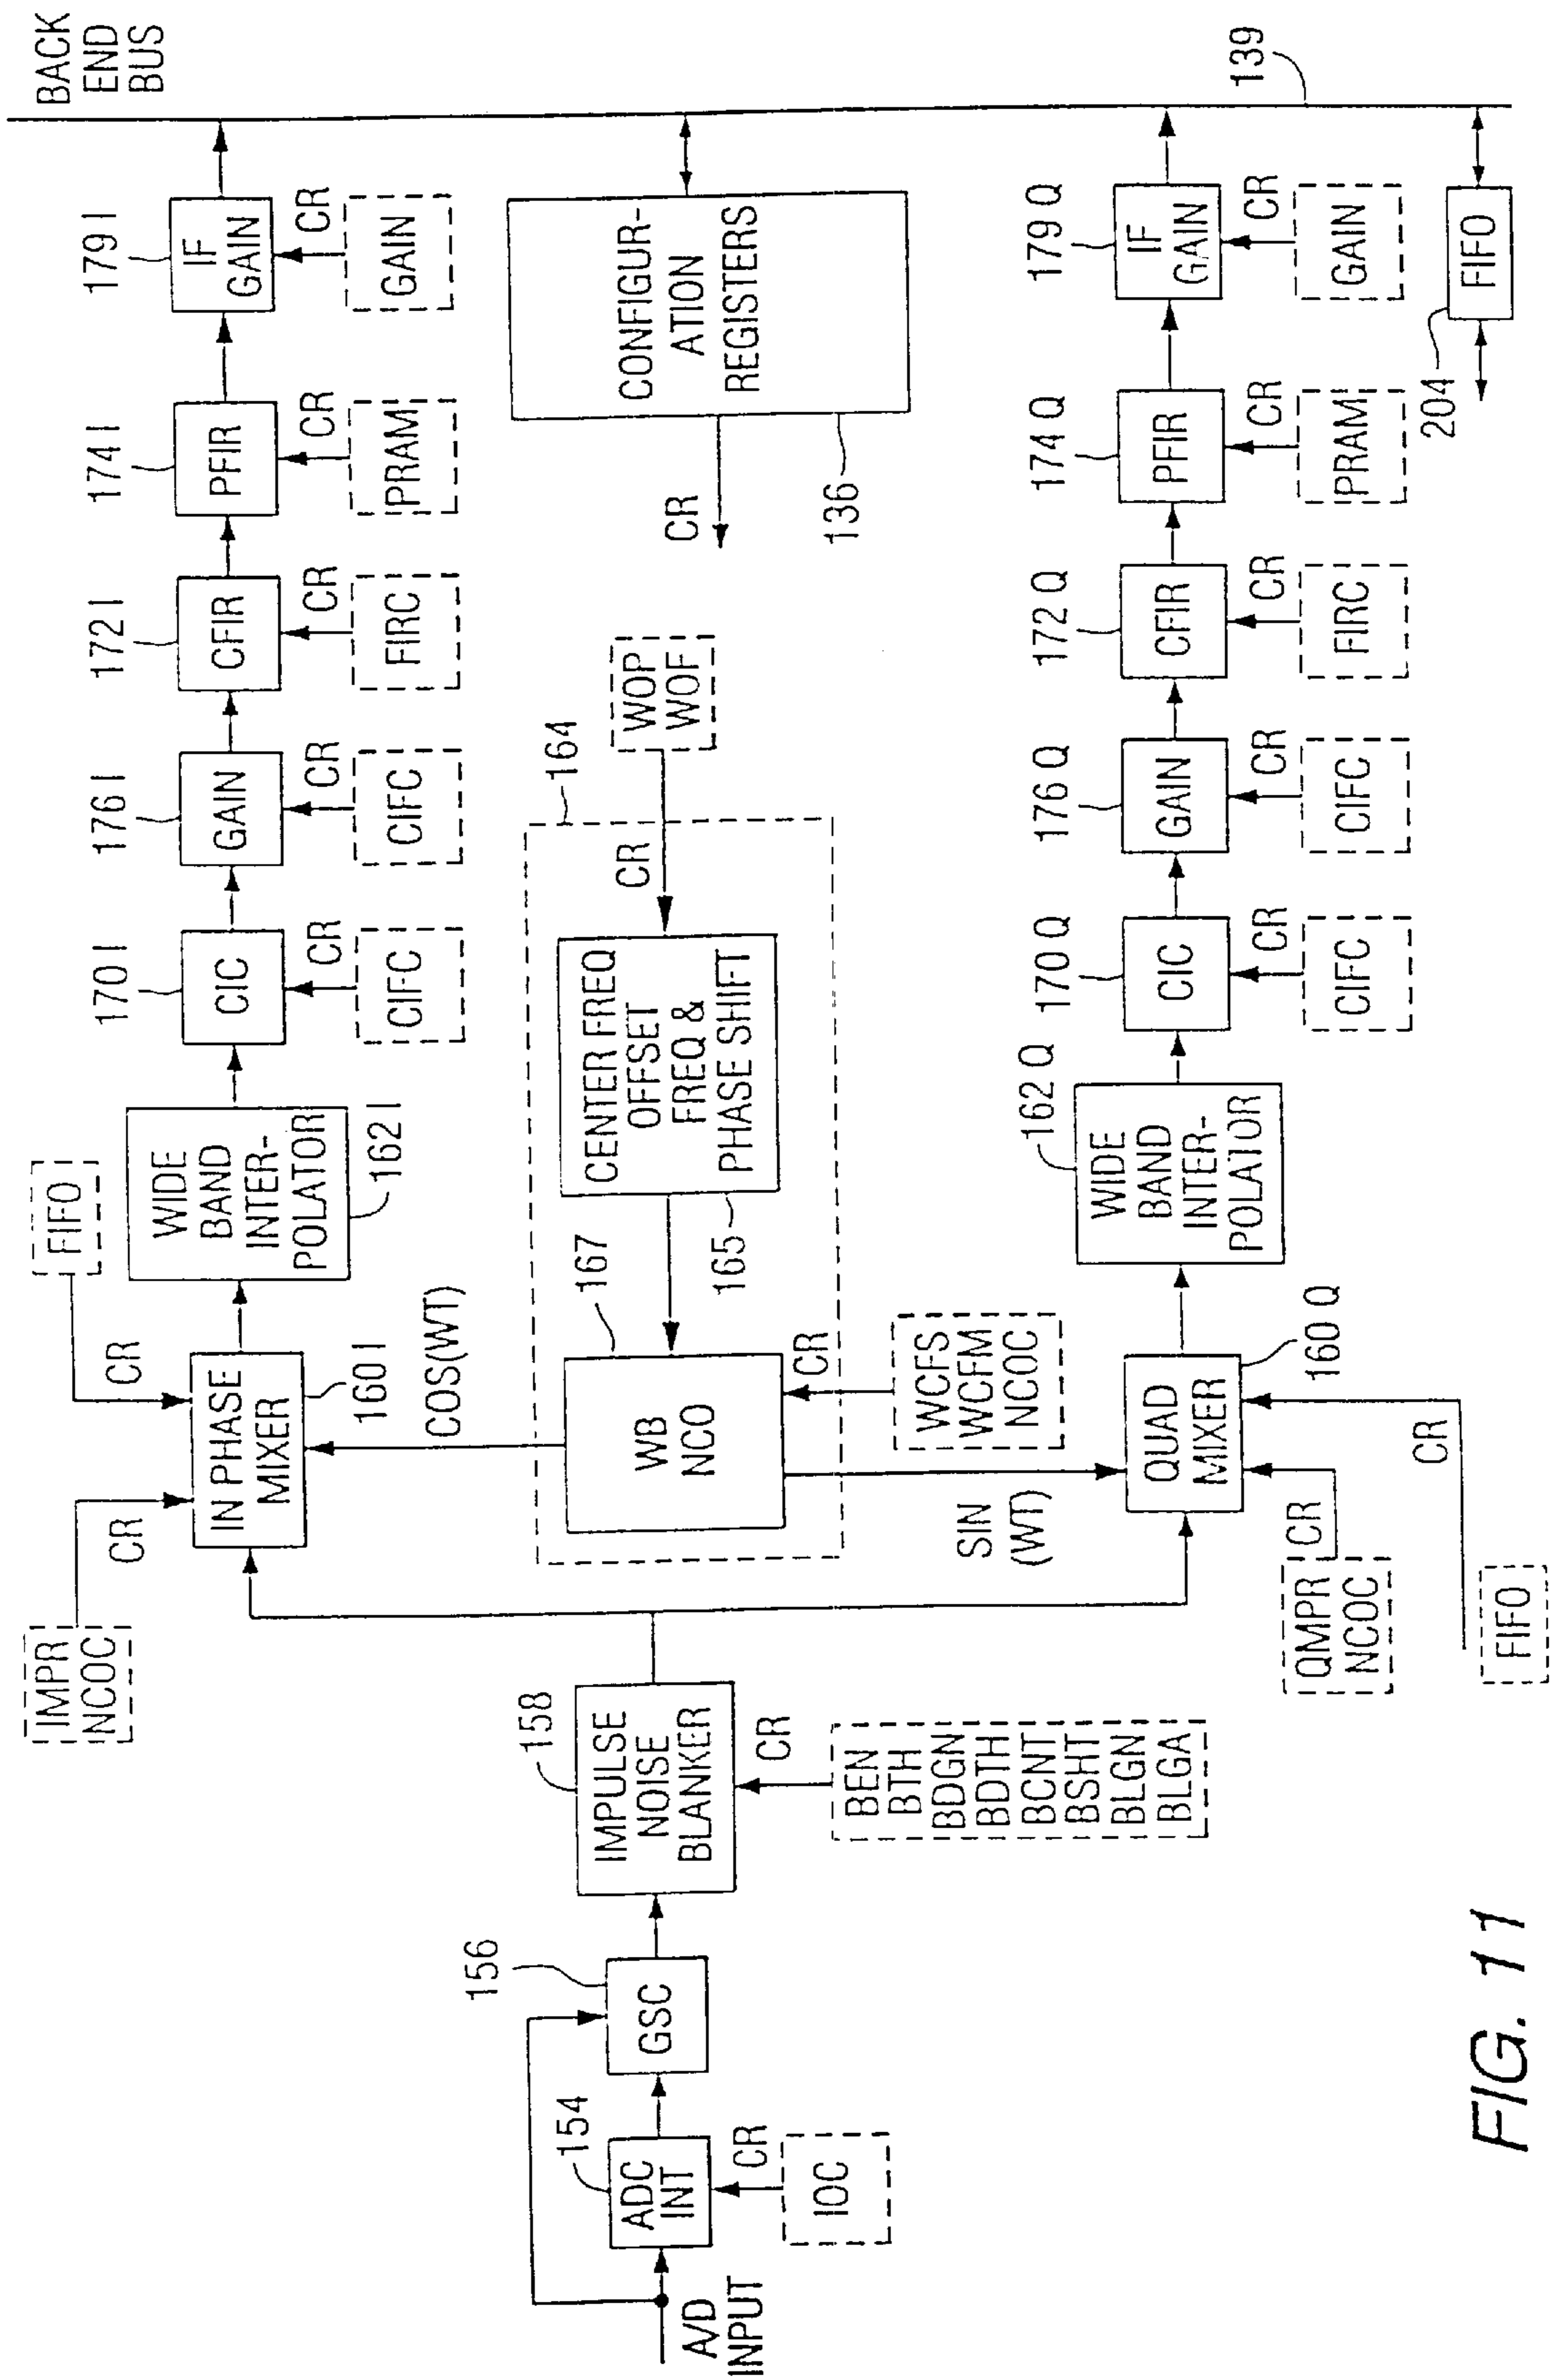 BACK
END
BUS
139
179 I
IF
GAIN
CR
GAIN
174 I
PFIR
CR
PRAM
172 I
CFIR
CR
FIRC
176 I
GAIN
CR
CIFC
170 I
CIC
CR
CIFC
WIDE
BAND
INTER-
POLATOR
162 I
FIFO
CR
IN PHASE
MIXER
160 I
IMPR
NCOC
CR
COS(WT)
CONFIGUR-
ATION
REGISTERS
136
CR
WOP
WOF
164
CR
CENTER FREQ
OFFSET
FREQ &
PHASE SHIFT
165
167
WB
NCO
CR
WCFS
WCFM
NCOC
SIN
(WT)
A/D
INPUT
ADC
INT
154
CR
IOC
GSC
156
IMPULSE
NOISE
BLANKER
158
CR
BEN
BTH
BDGN
BDTH
BCNT
BSHT
BLGN
BLGA
QUAD
MIXER
160 Q
CR
QMPR
NCOC
CR
FIFO
WIDE
BAND
INTER-
POLATOR
162 Q
170 Q
CIC
CR
CIFC
176 Q
GAIN
CR
CIFC
172 Q
CFIR
CR
FIRC
174 Q
PFIR
CR
PRAM
179 Q
IF
GAIN
CR
GAIN
204
FIFO
FIG. 11